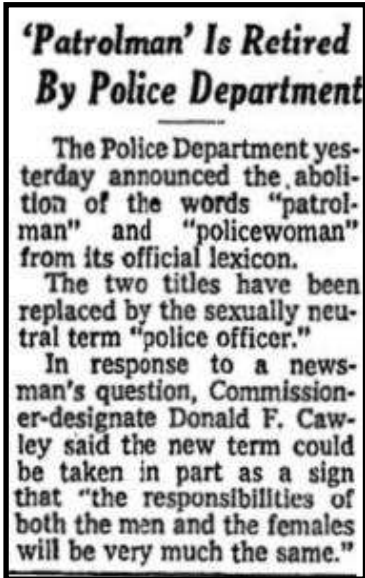 'Patrolman' Is Retired
By Police Department
The Police Department yes-
terday announced the aboli-
tion of the words "patrol-
man" and "policewoman"
from its official lexicon.
The two titles have been
replaced by the sexually neu-
tral term "police officer."
In response to a news-
man's question, Commission-
er-designate Donald F. Caw-
ley said the new term could
be taken in part as a sign
that "the responsibilities of
both the men and the females
will be very much the same."